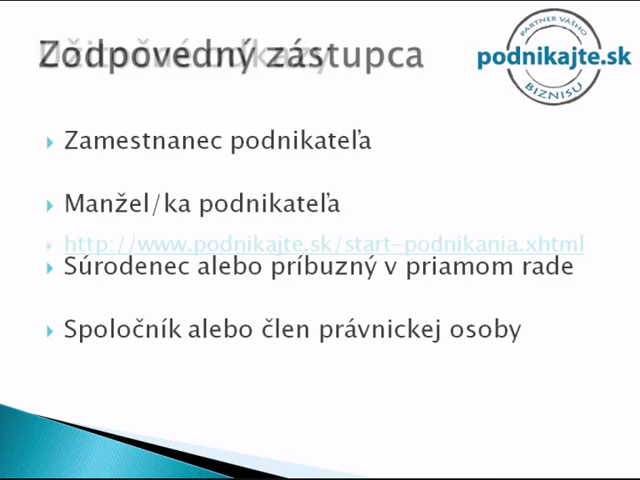 Zodpovedný zástupca
PARTNER VÁŠHO
podnikajte.sk
BIZNISU
Zamestnanec podnikateľa
Manžel/ka podnikateľa
http://www.podnikajte.sk/start-podnikania.xhtml
Súrodenec alebo príbuzný v priamom rade
Spoločník alebo člen právnickej osoby